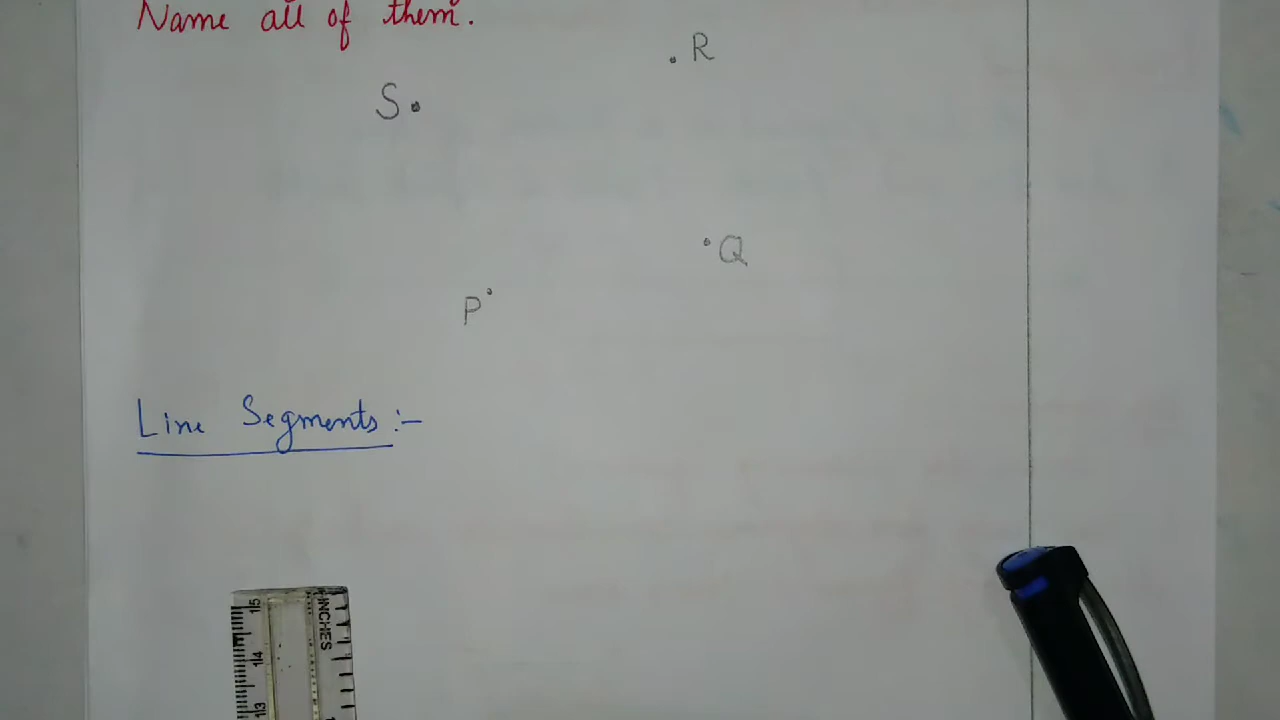 Name all of them.
R
S
Q
P
Line Segments :-
INCHES
15
14
13